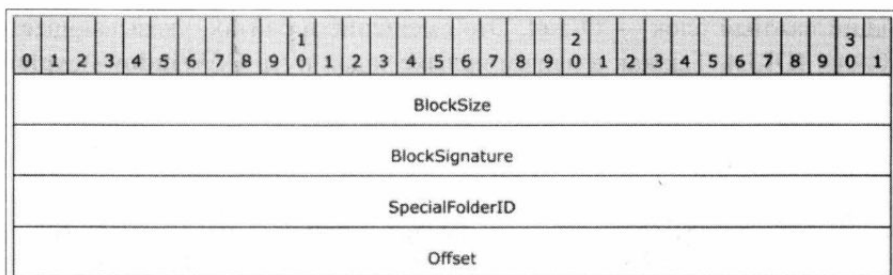 1 2 3
0 1 2 3 4 5 6 7 8 9 0 1 2 3 4 5 6 7 8 9 0 1 2 3 4 5 6 7 8 9 0 1
BlockSize
BlockSignature
SpecialFolderID
Offset